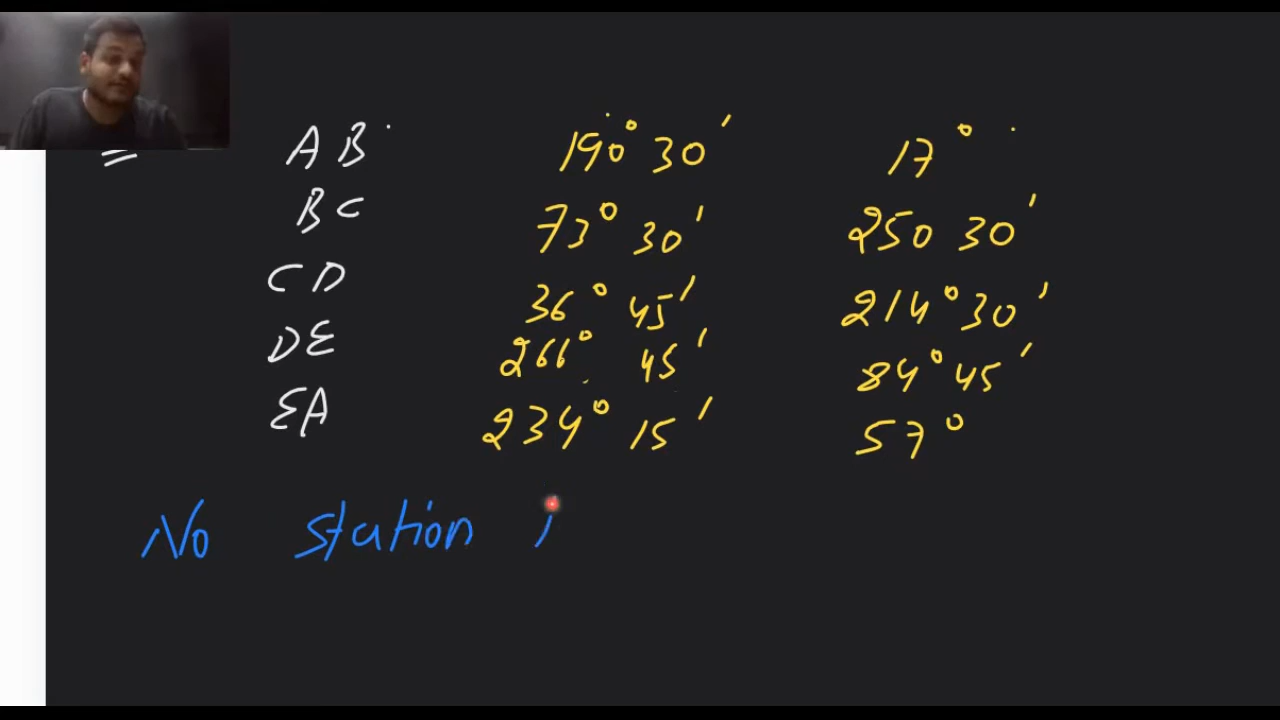 AB 190° 30' 17°
BC 73° 30' 250 30'
CD 36° 45' 214° 30'
DE 266° 45' 84° 45'
EA 234° 15' 57°
No station i